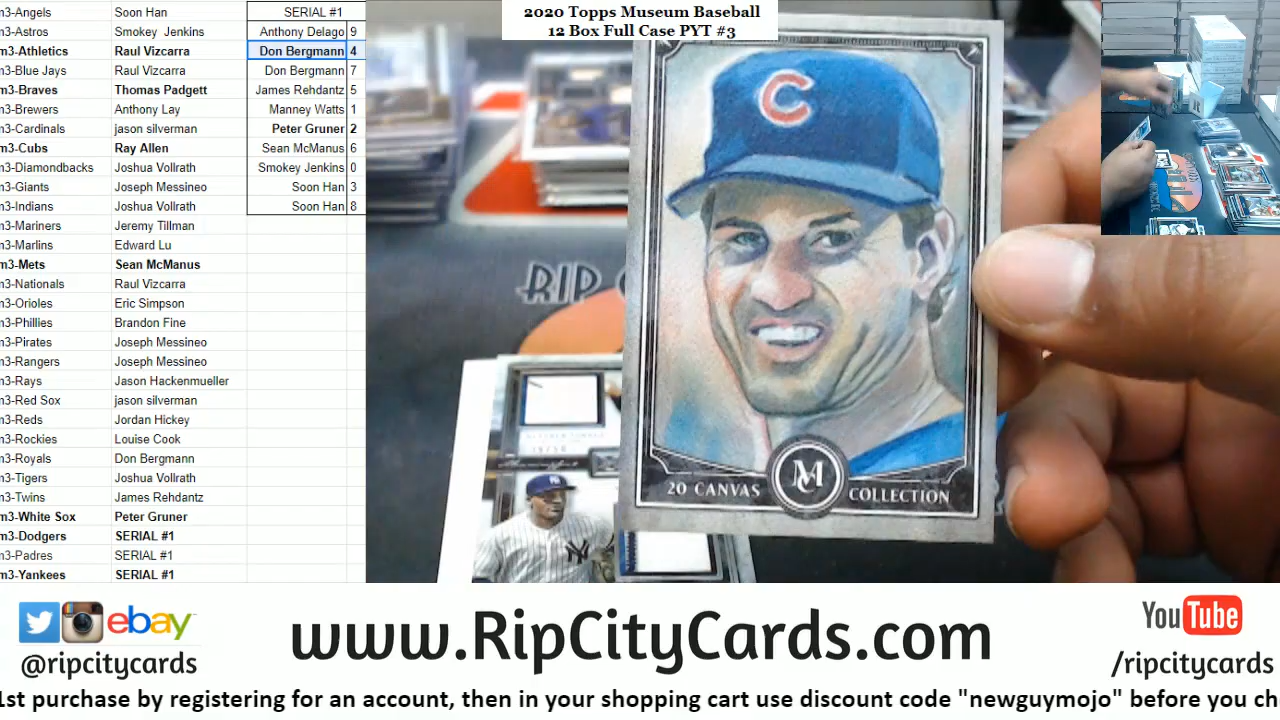 m3-Angels Soon Han SERIAL #1
m3-Astros Smokey Jenkins Anthony Delago 9
m3-Athletics Raul Vizcarra Don Bergmann 4
m3-Blue Jays Raul Vizcarra Don Bergmann 7
m3-Braves Thomas Padgett James Rehdantz 5
m3-Brewers Anthony Lay Manney Watts 1
m3-Cardinals jason silverman Peter Gruner 2
m3-Cubs Ray Allen Sean McManus 6
m3-Diamondbacks Joshua Vollrath Smokey Jenkins 0
m3-Giants Joseph Messineo Soon Han 3
m3-Indians Joshua Vollrath Soon Han 8
m3-Mariners Jeremy Tillman
m3-Marlins Edward Lu
m3-Mets Sean McManus
m3-Nationals Raul Vizcarra
m3-Orioles Eric Simpson
m3-Phillies Brandon Fine
m3-Pirates Joseph Messineo
m3-Rangers Joseph Messineo
m3-Rays Jason Hackenmueller
m3-Red Sox jason silverman
m3-Reds Jordan Hickey
m3-Rockies Louise Cook
m3-Royals Don Bergmann
m3-Tigers Joshua Vollrath
m3-Twins James Rehdantz
m3-White Sox Peter Gruner
m3-Dodgers SERIAL #1
m3-Padres SERIAL #1
m3-Yankees SERIAL #1
2020 Topps Museum Baseball
12 Box Full Case PYT #3
C
RIP
20 CANVAS MC COLLECTION
NY
ebay
@ripcitycards
www.RipCityCards.com
YouTube
/ripcitycards
1st purchase by registering for an account, then in your shopping cart use discount code "newguymojo" before you ch